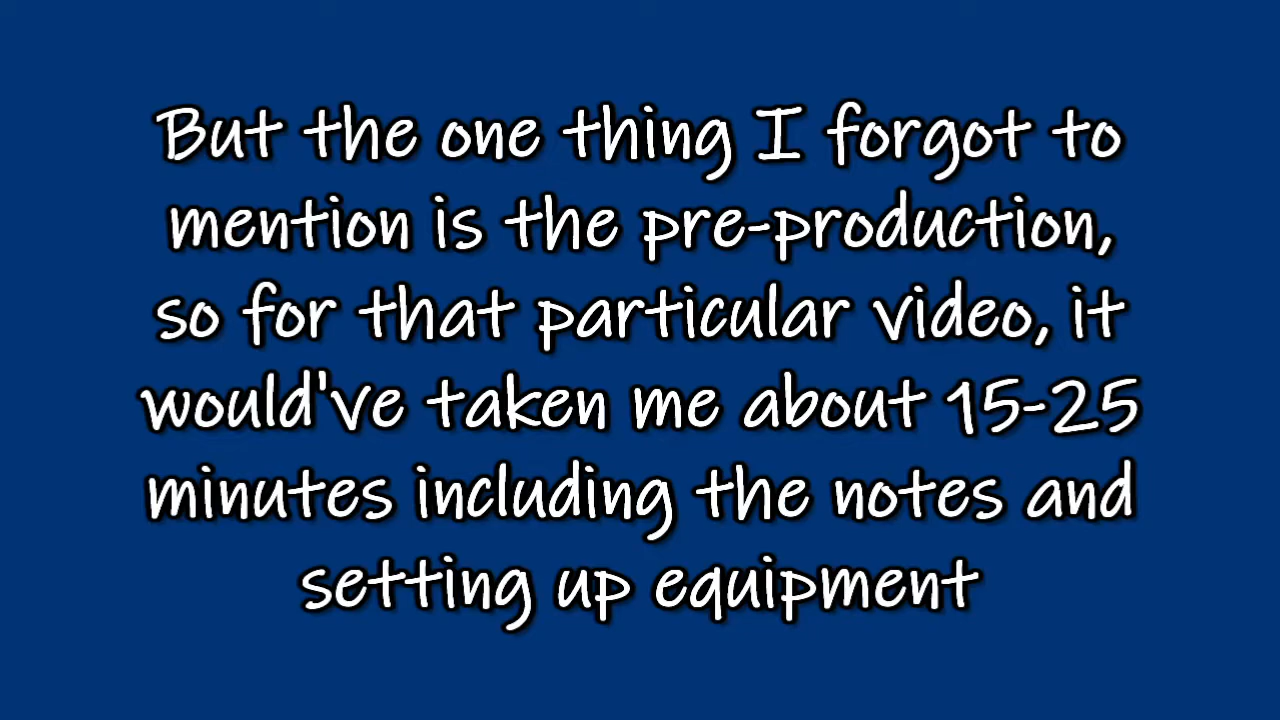 But the one thing I forgot to
mention is the pre-production,
so for that particular video, it
would've taken me about 15-25
minutes including the notes and
setting up equipment